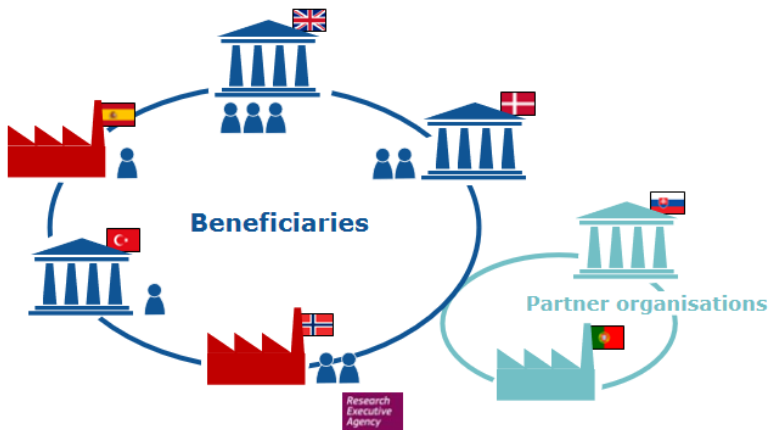 Beneficiaries
Partner organisations
Research
Executive
Agency